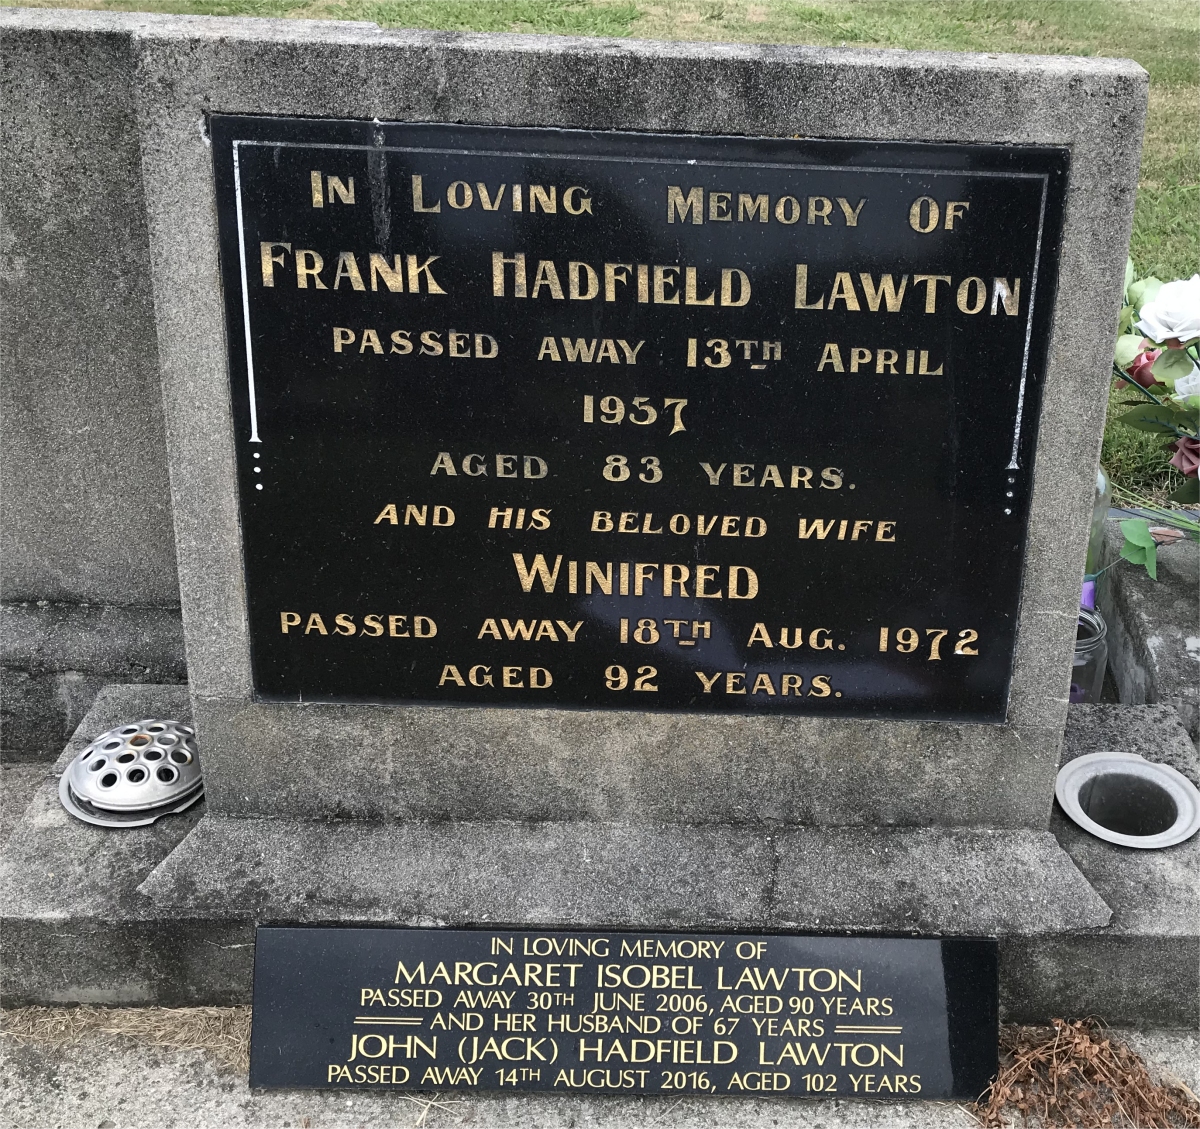 IN LOVING MEMORY OF
FRANK HADFIELD LAWTON
PASSED AWAY 13TH APRIL
1957
AGED 83 YEARS.
AND HIS BELOVED WIFE
WINIFRED
PASSED AWAY 18TH AUG. 1972
AGED 92 YEARS.
IN LOVING MEMORY OF
MARGARET ISOBEL LAWTON
PASSED AWAY 30TH JUNE 2006, AGED 90 YEARS
AND HER HUSBAND OF 67 YEARS
JOHN (JACK) HADFIELD LAWTON
PASSED AWAY 14TH AUGUST 2016, AGED 102 YEARS